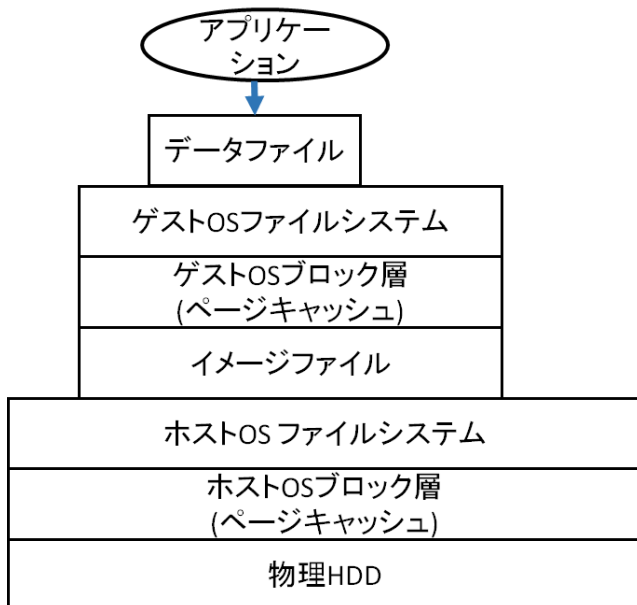 アプリケー
ション
データファイル
ゲストOSファイルシステム
ゲストOSブロック層
(ページキャッシュ)
イメージファイル
ホストOS ファイルシステム
ホストOSブロック層
(ページキャッシュ)
物理HDD